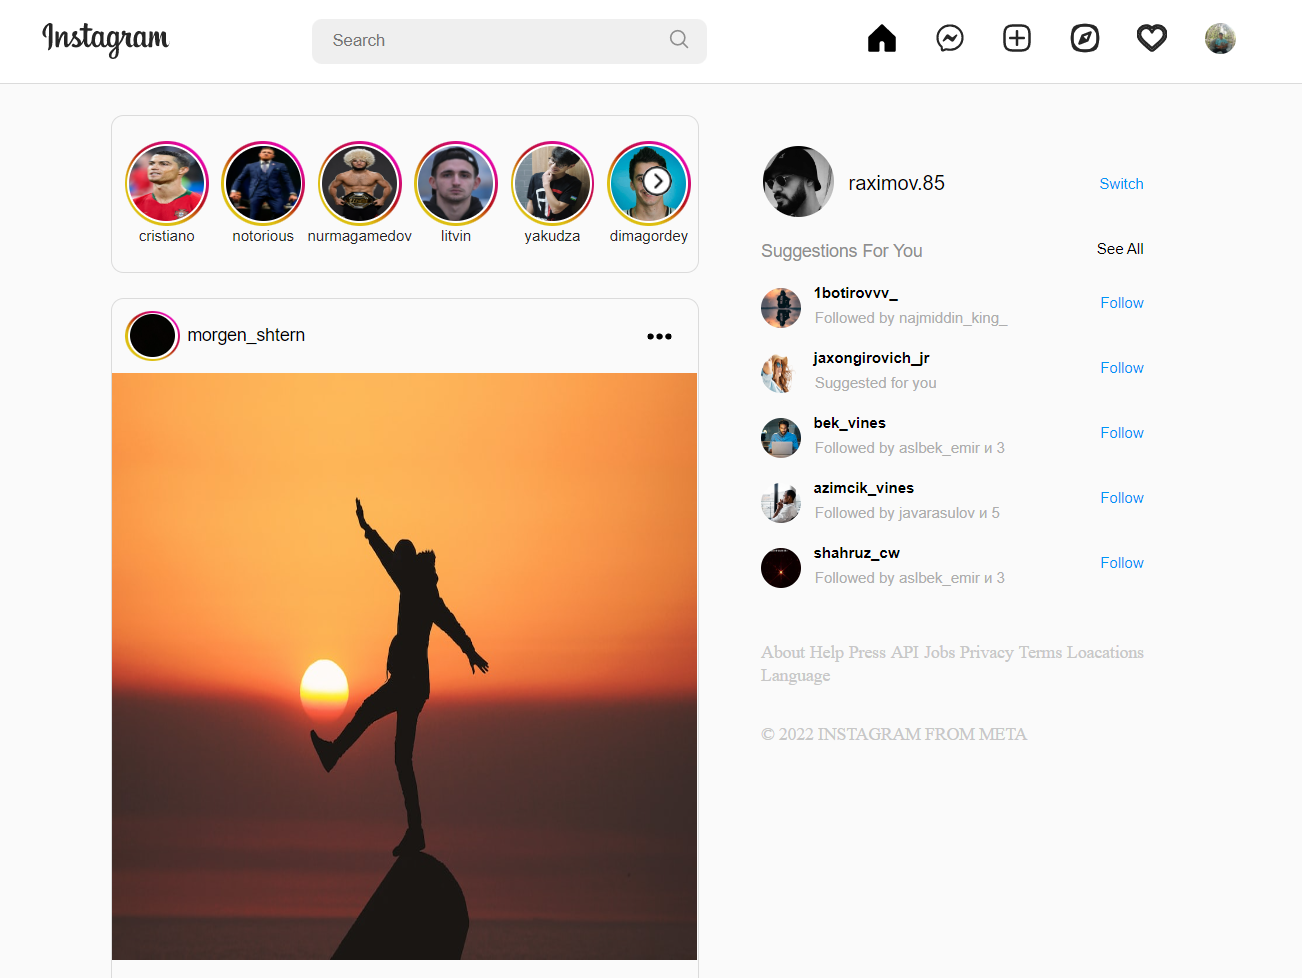 Instagram
Search
cristiano
notorious
nurmagamedov
litvin
yakudza
dimagordey
morgen_shtern
raximov.85
Switch
Suggestions For You
See All
1botirovvv_
Followed by najmiddin_king_
Follow
jaxongirovich_jr
Suggested for you
Follow
bek_vines
Followed by aslbek_emir и 3
Follow
azimcik_vines
Followed by javarasulov и 5
Follow
shahruz_cw
Followed by aslbek_emir и 3
Follow
About Help Press API Jobs Privacy Terms Loacations
Language
© 2022 INSTAGRAM FROM META